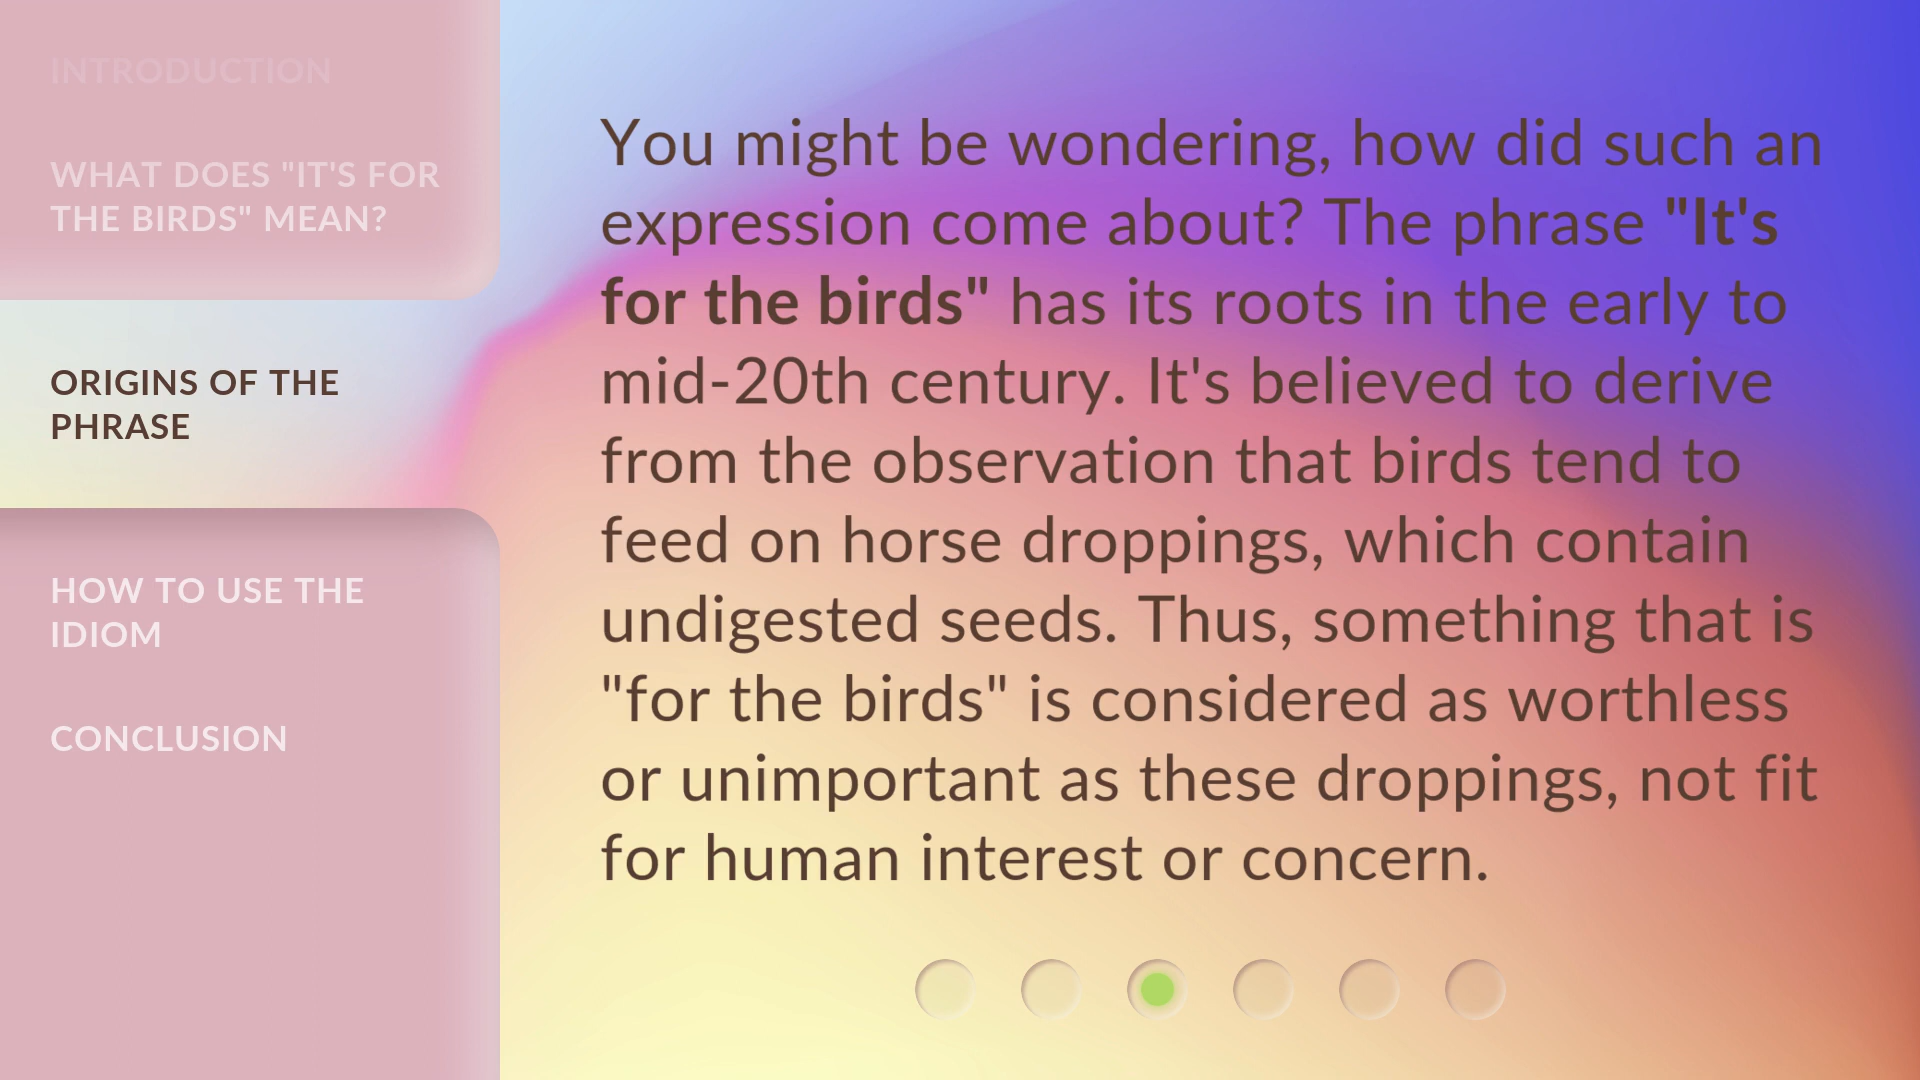 INTRODUCTION
WHAT DOES "IT'S FOR
THE BIRDS" MEAN?
ORIGINS OF THE
PHRASE
HOW TO USE THE
IDIOM
CONCLUSION
You might be wondering, how did such an
expression come about? The phrase "It's
for the birds" has its roots in the early to
mid-20th century. It's believed to derive
from the observation that birds tend to
feed on horse droppings, which contain
undigested seeds. Thus, something that is
"for the birds" is considered as worthless
or unimportant as these droppings, not fit
for human interest or concern.